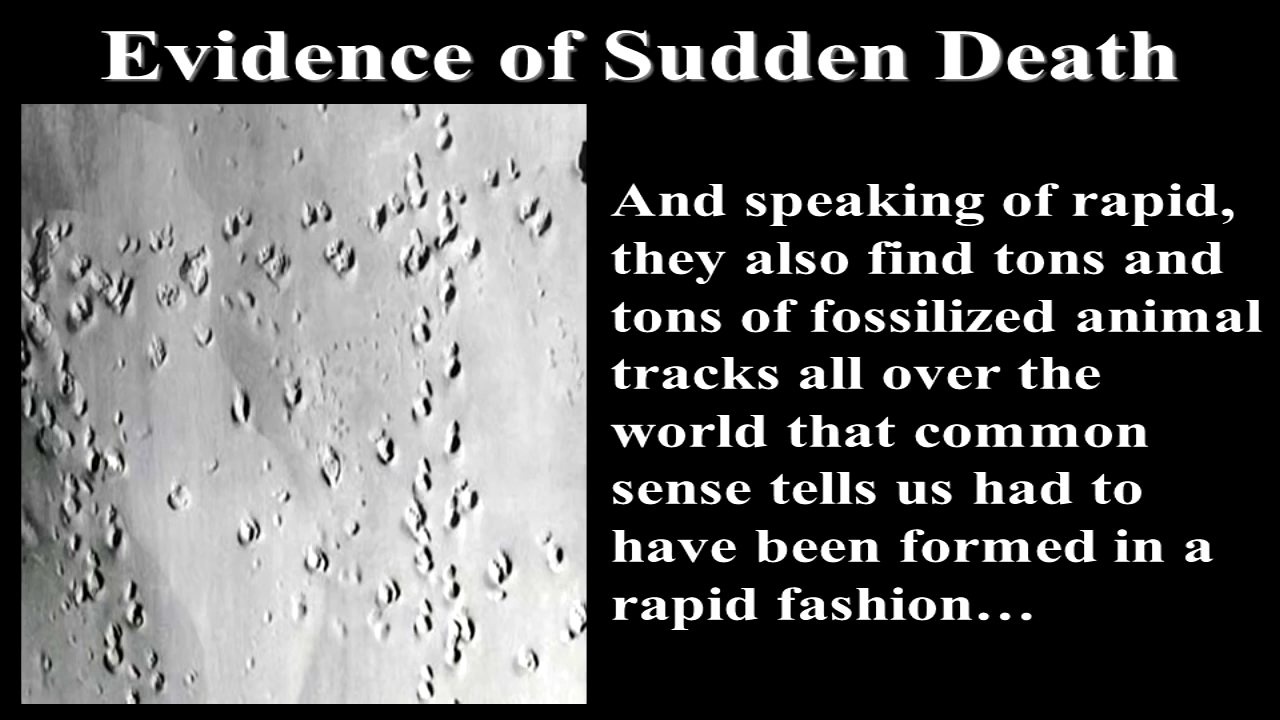 Evidence of Sudden Death
And speaking of rapid,
they also find tons and
tons of fossilized animal
tracks all over the
world that common
sense tells us had to
have been formed in a
rapid fashion…